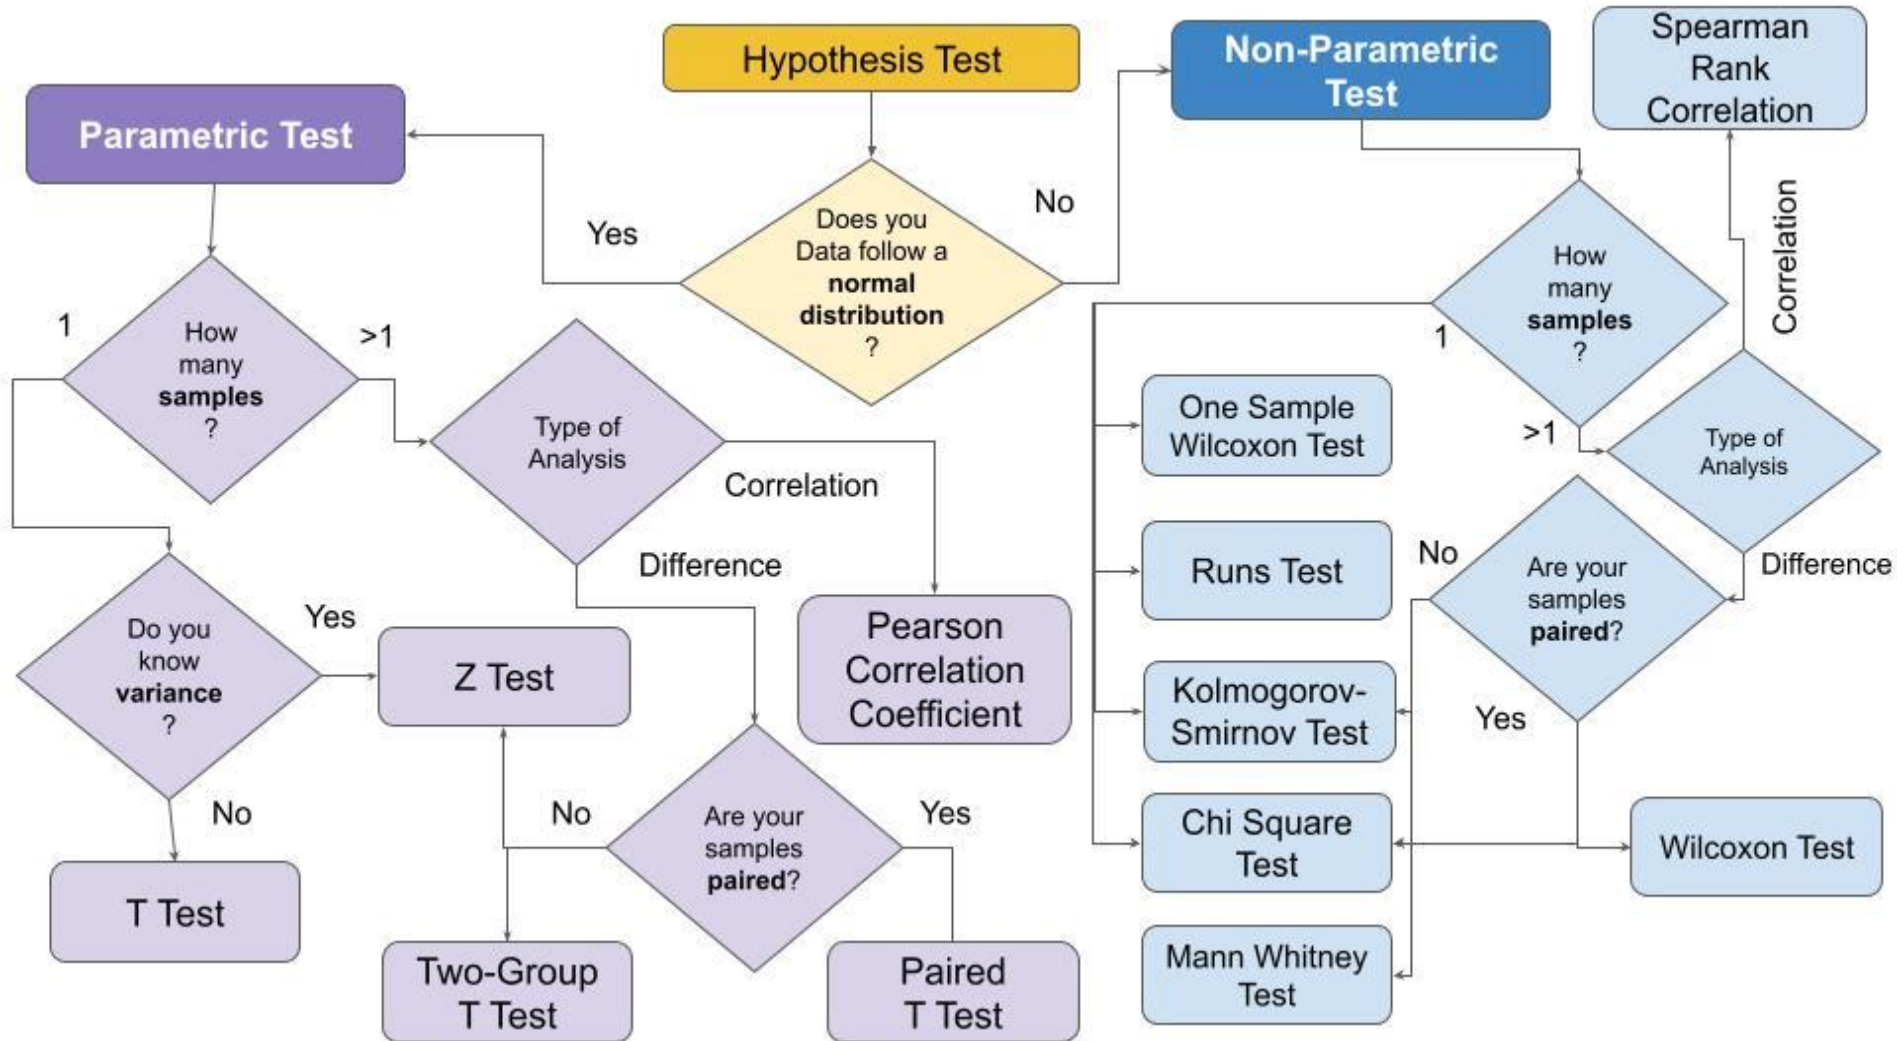 Hypothesis Test
Non-Parametric
Test
Spearman
Rank
Correlation
Parametric Test
Does you
Data follow a
normal
distribution
?
Yes
No
How
many
samples
?
1
>1
Type of
Analysis
Correlation
Difference
Do you
know
variance
?
Yes
No
Z Test
T Test
Pearson
Correlation
Coefficient
Are your
samples
paired?
No
Yes
Two-Group
T Test
Paired
T Test
How
many
samples
?
1
>1
Type of
Analysis
Correlation
Difference
Are your
samples
paired?
No
Yes
One Sample
Wilcoxon Test
Runs Test
Kolmogorov-
Smirnov Test
Chi Square
Test
Mann Whitney
Test
Wilcoxon Test